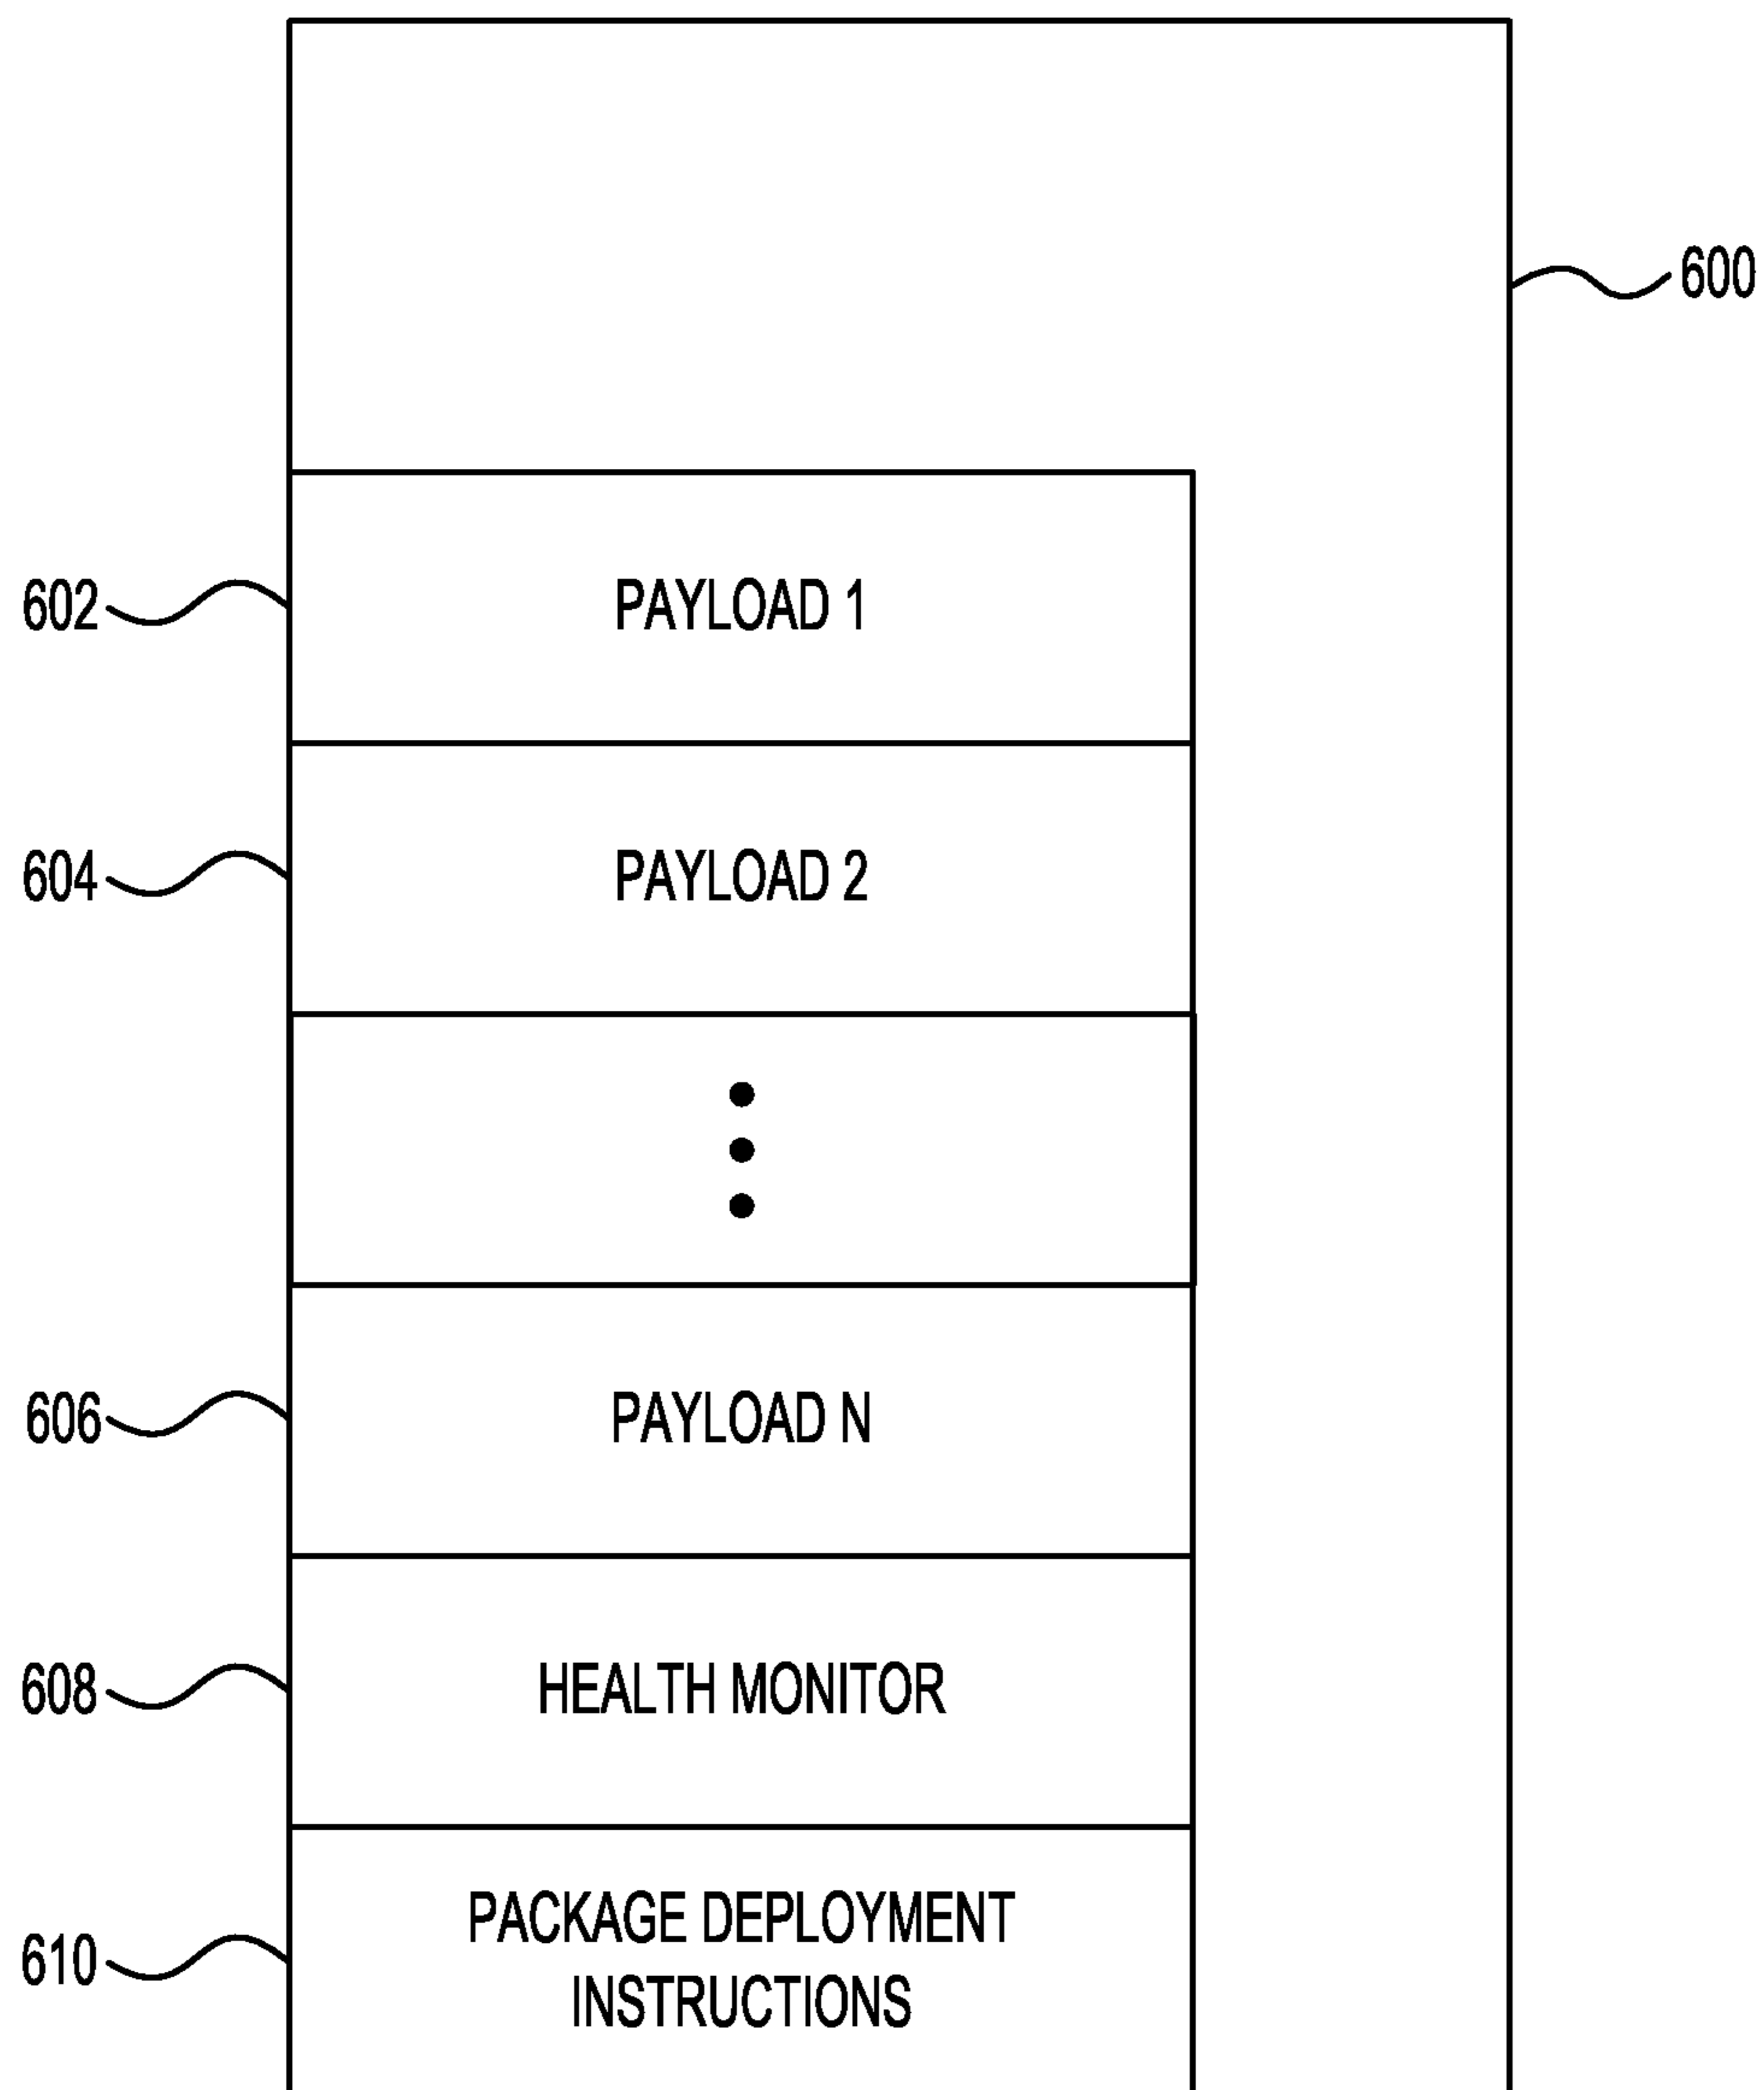 600
602 PAYLOAD 1
604 PAYLOAD 2
606 PAYLOAD N
608 HEALTH MONITOR
610 PACKAGE DEPLOYMENT
INSTRUCTIONS